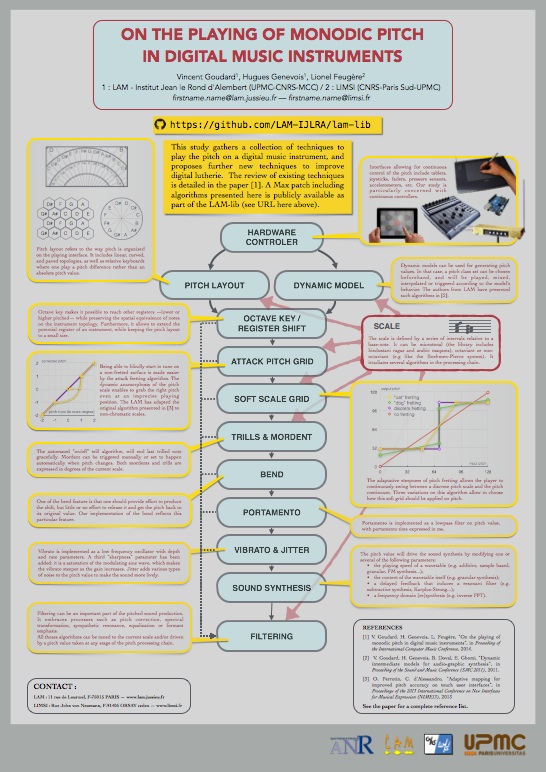 ON THE PLAYING OF MONODIC PITCH
IN DIGITAL MUSIC INSTRUMENTS
Vincent Goudard¹, Hugues Genevois¹, Lionel Feugère²
1 : LAM - Institut Jean le Rond d'Alembert (UPMC-CNRS-MCC) / 2 : LIMSI (CNRS-Paris Sud-UPMC)
firstname.name@lam.jussieu.fr — firstname.name@limsi.fr
https://github.com/LAM-IJLRA/lam-lib
This study gathers a collection of techniques to
play the pitch on a digital music instrument, and
proposes further new techniques to improve
digital lutherie. The review of existing techniques
is detailed in the paper [1]. A Max patch including
algorithms presented here is publicly available as
part of the LAM-lib (see URL here above).
Interfaces allowing for continuous
control of the pitch include tablets,
joysticks, faders, pressure sensors,
accelerometers, etc. Our study is
particularly concerned with
continuous controllers.
Pitch layout refers to the way pitch is organized
on the playing interface. It includes linear, curved,
and paved topologies, as well as relative keyboards
where one play a pitch difference rather than an
absolute pitch value.
HARDWARE
CONTROLER
PITCH LAYOUT
DYNAMIC MODEL
Dynamic models can be used for generating pitch
values. In that case, a pitch class set can be chosen
beforehand, and will be played, mixed,
interpolated or triggered according to the model's
behavior. The authors from LAM have presented
such algorithms in [2].
Octave key makes it possible to reach other registers —lower or
higher pitched— while preserving the spatial equivalence of notes
on the instrument topology. Furthermore, it allows to extend the
potential register of an instrument, while keeping the pitch layout
to a small size.
OCTAVE KEY /
REGISTER SHIFT
SCALE
The scale is defined by a series of intervals relative to a
base-note. It can be movental (the library includes
hindustani ragas and arabic maqams), octaviant or non-
octaviant (e.g. like the Bonham-Pierce system). It
irradiates several algorithms in the processing chain.
ATTACK PITCH GRID
Being able to blindly start in tune on
a non-fretted surface is made easier
by the attack fretting algorithm. The
dynamic anamorphosis of the pitch
scale enables to grab the right pitch
even at an imprecise playing
position. The LAM has adapted the
original algorithm presented in [3] to
non-chromatic scales.
SOFT SCALE GRID
output pitch
"cat" fretting
"dog" fretting
discrete fretting
no fretting
input pitch
The adaptative steepness of pitch fretting allows the player to
continuously swing between a discrete pitch scale and the pitch
continuum. Three variations on this algorithm allow to choose
how this soft grid should be applied on pitch.
TRILLS & MORDENT
The automated "on/off" trill algorithm, will end last trilled note
gracefully. Mordent can be triggered manually or set to happen
automatically when pitch changes. Both mordents and trills are
expressed in degrees of the current scale.
BEND
One of the bend feature is that one should provide effort to produce
the shift, but little or no effort to release it and get the pitch back to
its original value. One implementation of the bend reflects this
particular feature.
PORTAMENTO
Portamento is implemented as a lowpass filter on pitch value,
with portamento time expressed in ms.
VIBRATO & JITTER
Vibrato is implemented with a low frequency oscillator with depth
and rate parameters. A third "sharpness" parameter has been
added: it is a saturation of the modulating sine wave, which makes
the vibrato steeper as the gain increases. Jitter adds various types
of noise to the pitch value to make the sound more lively.
SOUND SYNTHESIS
The pitch value will drive the sound synthesis by modifying one or
several of the following parameters:
• the playing speed of a wavetable (e.g. additive, sample based,
granular, FM synthesis...);
• the content of the wavetable itself (e.g. granular synthesis);
• a delayed feedback that induces a resonant filter (e.g.
subtractive synthesis, Karplus-Strong...);
• a frequency domain (re)synthesis (e.g. inverse FFT).
FILTERING
Filtering can be an important part of the pitched sound production.
It embraces processes such as pitch correction, spectral
transformation, sympathetic resonance, equalization or formant
emphasis.
All theses algorithms can be tuned to the current scale and/or driven
by a pitch value taken at any stage of the pitch processing chain.
REFERENCES
[1] V. Goudard, H. Genevois, L. Feugère, "On the playing of
monodic pitch in digital music instruments", in Proceeding of
the International Computer Music Conference, 2014.
[2] V. Goudard, H. Genevois, B. Doval, E. Ghomi, "Dynamic
intermediate models for audiographic synthesis", in
Proceedings of the Sound and Music Conference (SMC 2011), 2011.
[3] O. Perrotin, C. d'Alessandro, "Adaptive mapping for
improved pitch accuracy on touch user interfaces", in
Proceedings of the 2013 International Conference on New Interfaces
for Musical Expression (NIME13), 2013
See the paper for a complete reference list.
CONTACT :
LAM : 11 rue de Lourmel, F-75015 PARIS — www.lam.jussieu.fr
LIMSI : Rue John von Neumann, F-91405 ORSAY cedex — www.limsi.fr
ANR
LAM
UPMC
PARISUNIVERSITAS